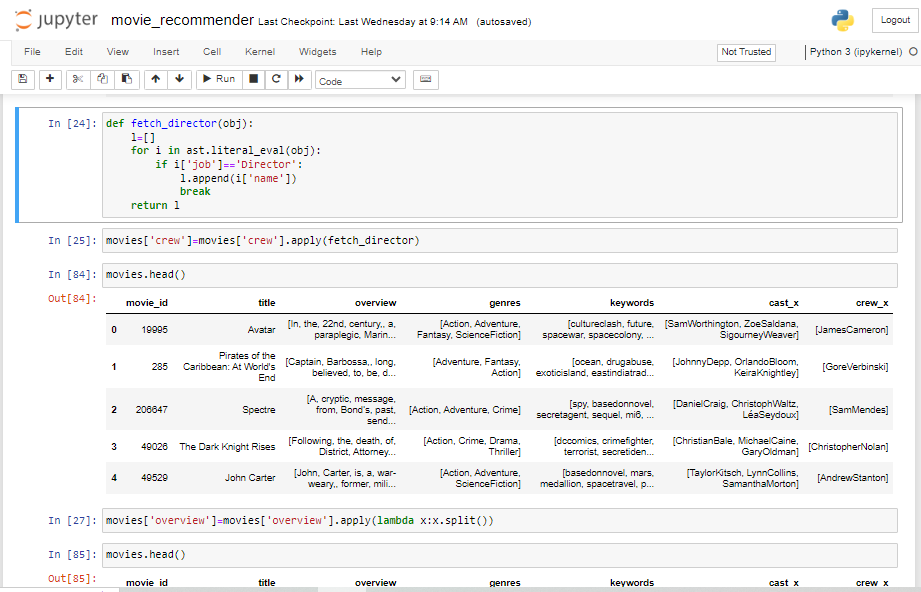 jupyter movie_recommender Last Checkpoint: Last Wednesday at 9:14 AM (autosaved) Logout
File Edit View Insert Cell Kernel Widgets Help Not Trusted Python 3 (ipykernel)
Run Code
In [24]: def fetch_director(obj):
l=[]
for i in ast.literal_eval(obj):
if i['job']=='Director':
l.append(i['name'])
break
return l
In [25]: movies['crew']=movies['crew'].apply(fetch_director)
In [84]: movies.head()
Out[84]:
movie_id title overview genres keywords cast_x crew_x
0 19995 Avatar [In, the, 22nd, century,, a, paraplegic, Marin... [Action, Adventure, Fantasy, ScienceFiction] [cultureclash, future, spacewar, spacecolony, ... [SamWorthington, ZoeSaldana, SigourneyWeaver] [JamesCameron]
1 285 Pirates of the Caribbean: At World's End [Captain, Barbossa,, long, believed, to, be, d... [Adventure, Fantasy, Action] [ocean, drugabuse, exoticisland, eastindiatrad... [JohnnyDepp, OrlandoBloom, KeiraKnightley] [GoreVerbinski]
2 206647 Spectre [A, cryptic, message, from, Bond's, past, send... [Action, Adventure, Crime] [spy, basedonnovel, secretagent, sequel, mi6, ... [DanielCraig, ChristophWaltz, LéaSeydoux] [SamMendes]
3 49026 The Dark Knight Rises [Following, the, death, of, District, Attorney... [Action, Crime, Drama, Thriller] [dccomics, crimefighter, terrorist, secretiden... [ChristianBale, MichaelCaine, GaryOldman] [ChristopherNolan]
4 49529 John Carter [John, Carter, is, a, war-weary,, former, mili... [Action, Adventure, ScienceFiction] [basedonnovel, mars, medallion, spacetravel, p... [TaylorKitsch, LynnCollins, SamanthaMorton] [AndrewStanton]
In [27]: movies['overview']=movies['overview'].apply(lambda x:x.split())
In [85]: movies.head()
Out[85]:
movie_id title overview genres keywords cast_x crew_x